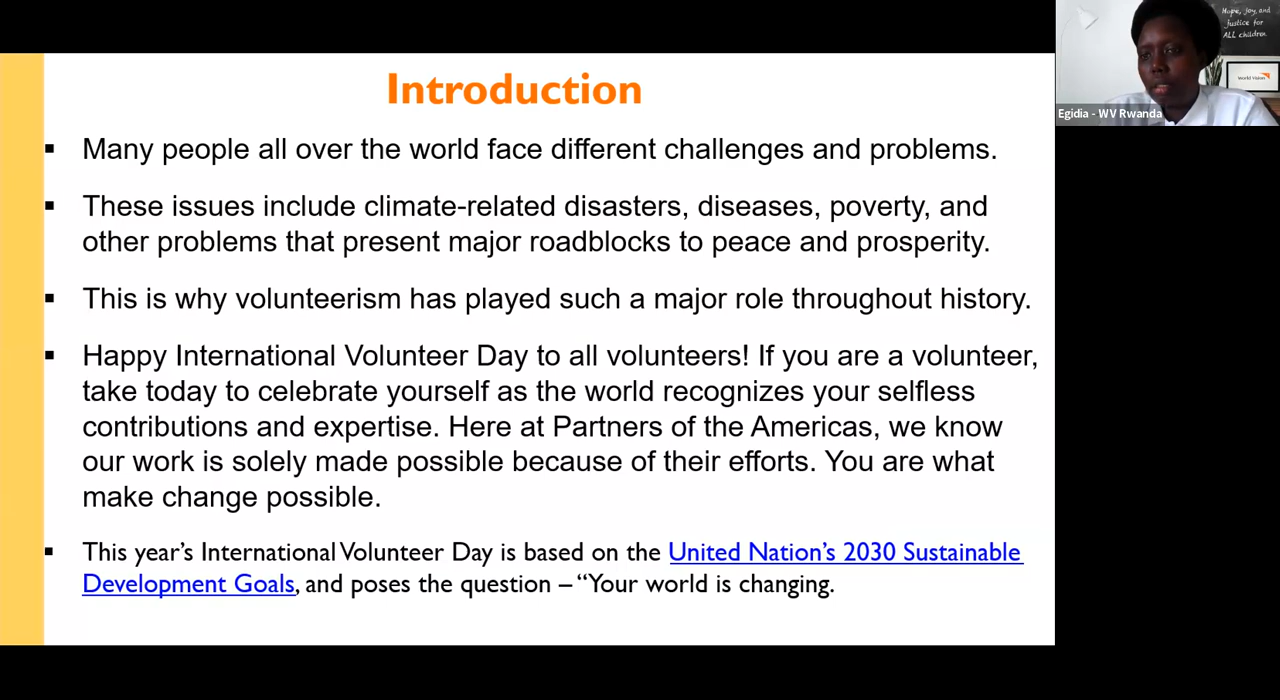 Introduction
Many people all over the world face different challenges and problems.
These issues include climate-related disasters, diseases, poverty, and
other problems that present major roadblocks to peace and prosperity.
This is why volunteerism has played such a major role throughout history.
Happy International Volunteer Day to all volunteers! If you are a volunteer,
take today to celebrate yourself as the world recognizes your selfless
contributions and expertise. Here at Partners of the Americas, we know
our work is solely made possible because of their efforts. You are what
make change possible.
This year's International Volunteer Day is based on the United Nation's 2030 Sustainable
Development Goals, and poses the question – “Your world is changing.
Hope, joy, and
justice for
ALL children.
World Vision
Egidia - WV Rwanda